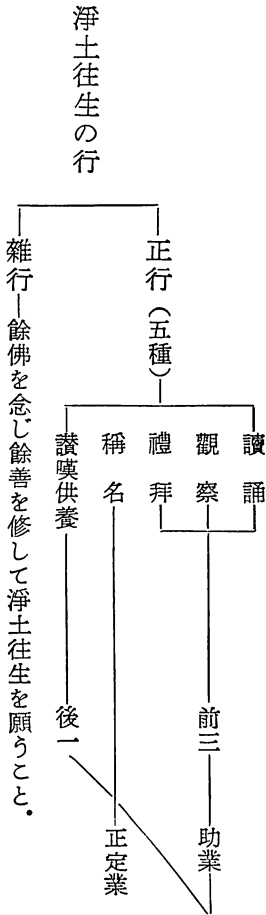 淨土往生の行
正行(五種)
讀誦
觀察
禮拜
稱名
讃嘆供養
前三
後一
助業
正定業
雜行―餘佛を念じ餘善を修して淨土往生を願うこと.